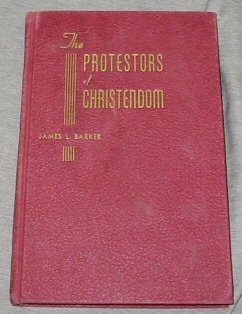 The
PROTESTORS
of
CHRISTENDOM
JAMES L. BARKER